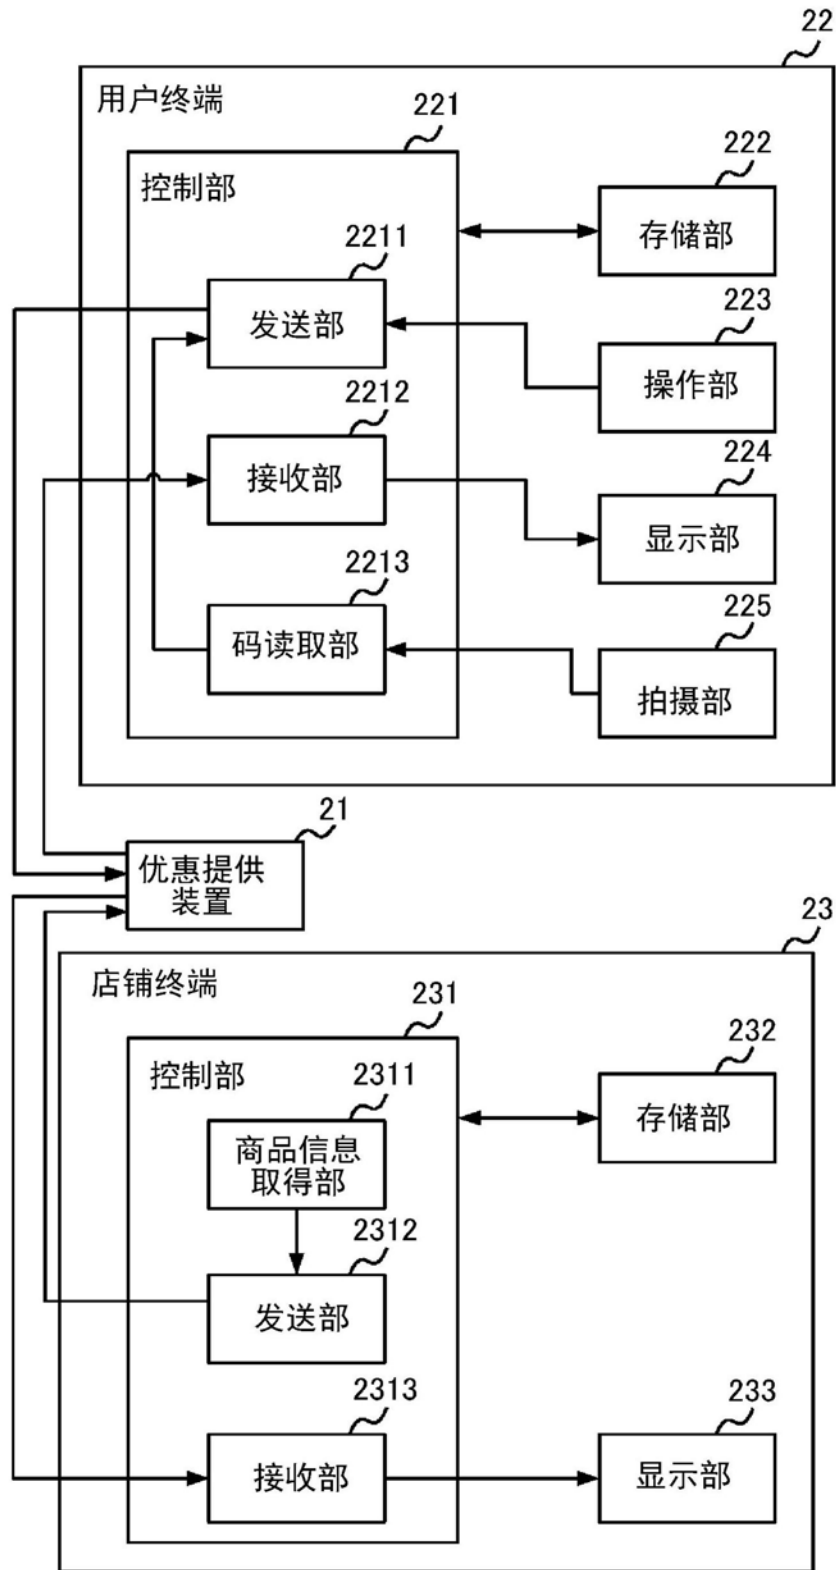 22
用户终端
221
控制部
222
存储部
2211
发送部
223
操作部
2212
接收部
224
显示部
2213
码读取部
225
拍摄部
21
优惠提供
装置
23
店铺终端
231
控制部
232
存储部
2311
商品信息
取得部
2312
发送部
2313
接收部
233
显示部